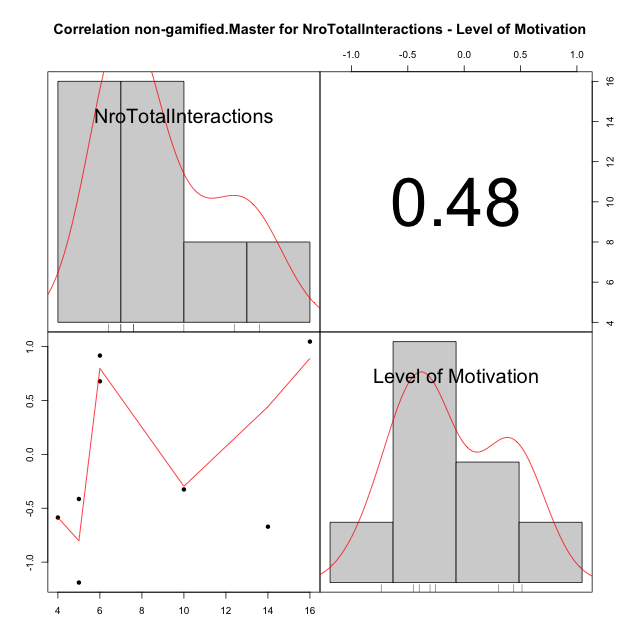 Correlation non-gamified.Master for NroTotalInteractions - Level of Motivation
-1.0 -0.5 0.0 0.5 1.0
NroTotalInteractions
0.48
4 6 8 10 12 14 16
Level of Motivation
-1.0 -0.5 0.0 0.5 1.0
4 6 8 10 12 14 16